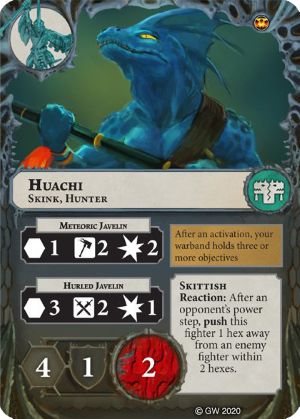 Huachi
Skink, Hunter
Meteoric Javelin
1 2 2
After an activation, your
warband holds three or
more objectives
Hurled Javelin
3 2 1
Skittish
Reaction: After an
opponent's power
step, push this
fighter 1 hex away
from an enemy
fighter within
2 hexes.
4 1 2
© GW 2020